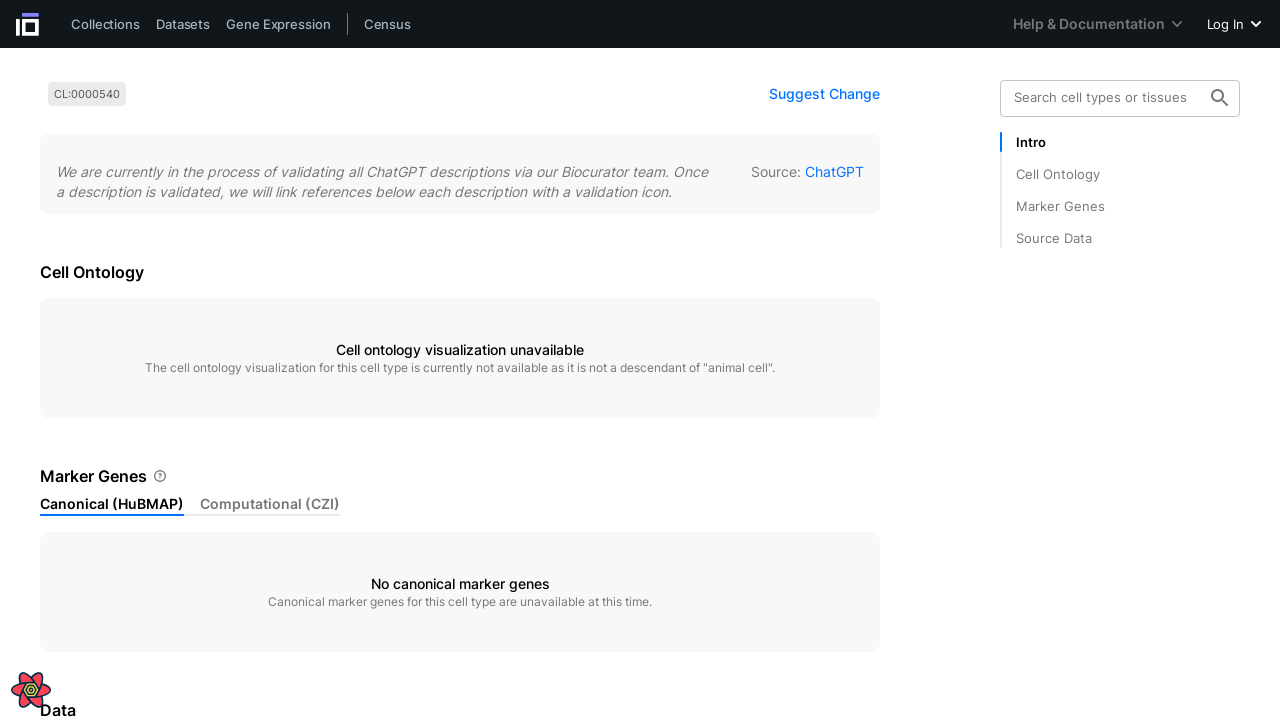 Collections
Datasets
Gene Expression
Census
Help & Documentation
Log In
CL:0000540
Suggest Change
We are currently in the process of validating all ChatGPT descriptions via our Biocurator team. Once
a description is validated, we will link references below each description with a validation icon.
Source: ChatGPT
Cell Ontology
Cell ontology visualization unavailable
The cell ontology visualization for this cell type is currently not available as it is not a descendant of "animal cell".
Marker Genes
Canonical (HuBMAP)
Computational (CZI)
No canonical marker genes
Canonical marker genes for this cell type are unavailable at this time.
Data
Search cell types or tissues
Intro
Cell Ontology
Marker Genes
Source Data